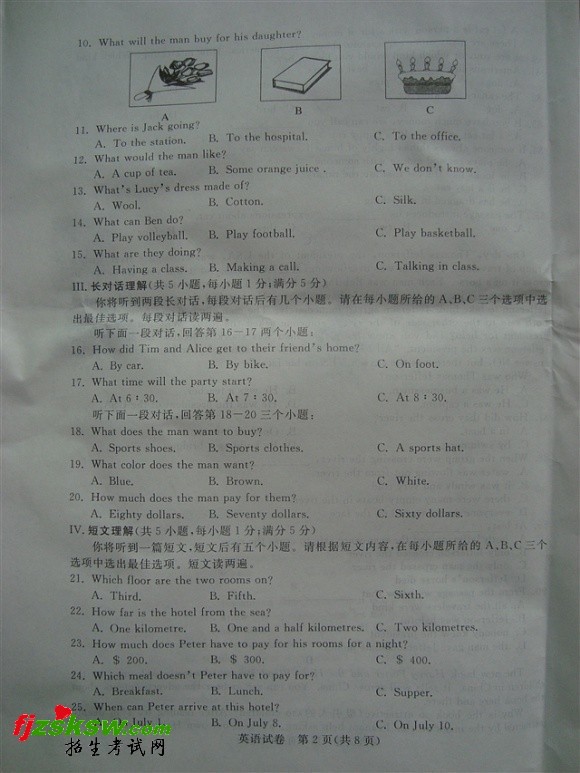 10. What will the man buy for his daughter?
A B C
11. Where is Jack going?
A. To the station. B. To the hospital. C. To the office.
12. What would the man like?
A. A cup of tea. B. Some orange juice. C. We don't know.
13. What's Lucy's dress made of?
A. Wool. B. Cotton. C. Silk.
14. What can Ben do?
A. Play volleyball. B. Play football. C. Play basketball.
15. What are they doing?
A. Having a class. B. Making a call. C. Talking in class.
III. 长对话理解(共5小题,每小题1分;满分5分)
你将听到两段长对话,每段对话后有几个小题。请在每小题所给的A、B、C三个选项中选
出最佳选项。每段对话读两遍。
听下面一段对话,回答第16—17两个小题;
16. How did Tim and Alice get to their friend's home?
A. By car. B. By bike. C. On foot.
17. What time will the party start?
A. At 6:30. B. At 7:30. C. At 8:30.
听下面一段对话,回答第18—20三个小题;
18. What does the man want to buy?
A. Sports shoes. B. Sports clothes. C. A sports hat.
19. What color does the man want?
A. Blue. B. Brown. C. White.
20. How much does the man pay for them?
A. Eighty dollars. B. Seventy dollars. C. Sixty dollars.
IV. 短文理解(共5小题,每小题1分;满分5分)
你将听到一篇短文,短文后有五个小题。请根据短文内容,在每小题所给的A、B、C三个
选项中选出最佳选项。短文读两遍。
21. Which floor are the two rooms on?
A. Third. B. Fifth. C. Sixth.
22. How far is the hotel from the sea?
A. One kilometre. B. One and a half kilometres. C. Two kilometres.
23. How much does Peter have to pay for his rooms for a night?
A. $ 200. B. $ 300. C. $ 400.
24. Which meal doesn't Peter have to pay for?
A. Breakfast. B. Lunch. C. Supper.
25. When can Peter arrive at this hotel?
July 1. B. On July 8. C. On July 10.
英语试卷 第2页(共8页)
fjzsksw.com
招生考试网